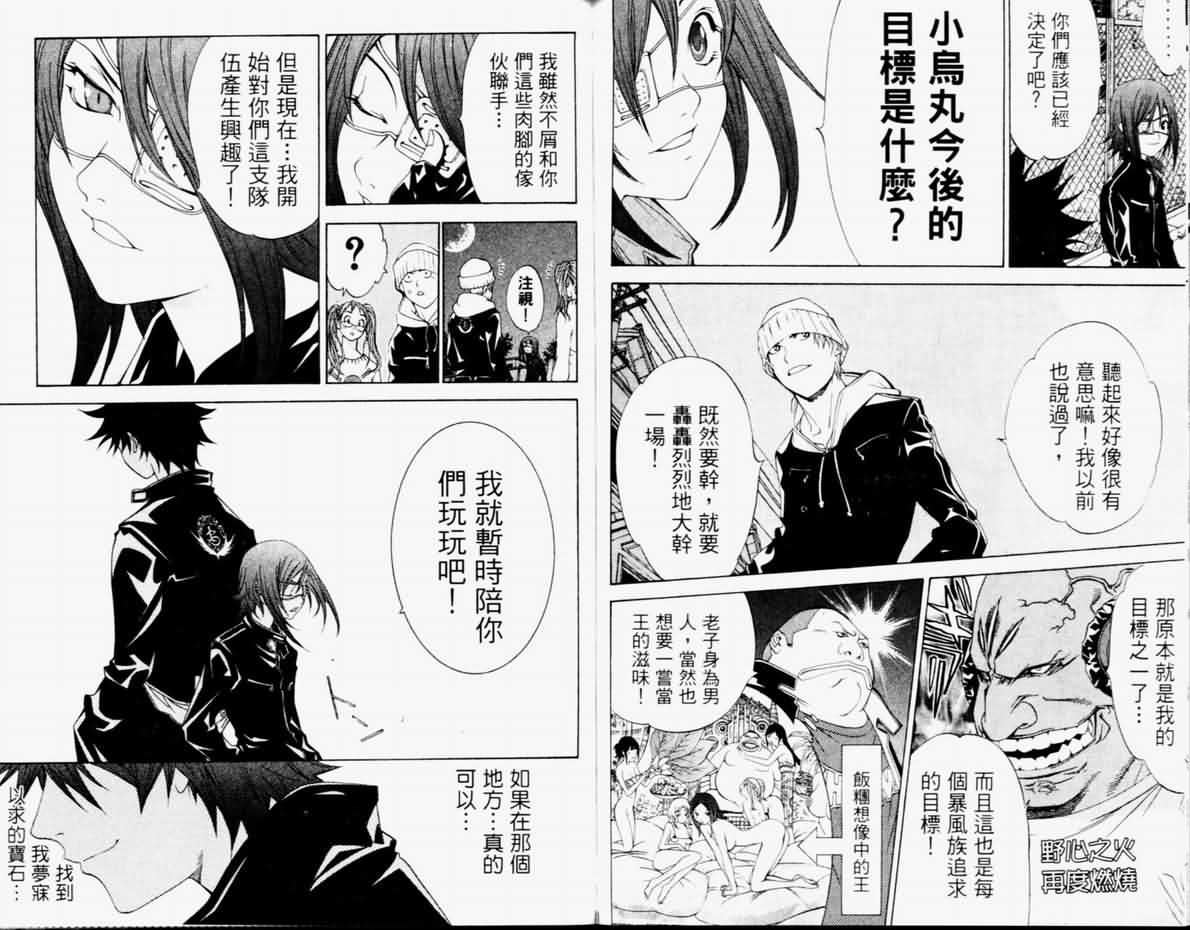 ……
你們應該已經
決定了吧？
小烏丸今後的
目標是什麼？
聽起來好像很有
意思嘛！我以前
也說過了，
既然要幹，就要
轟轟烈烈地大幹
一場！
那原本就是我的
目標之一了…
而且這也是每
個暴風族追求
的目標！
野心之火
再度燃燒
老子身為男
人，當然也
想要一嘗當
王的滋味！
飯糰想像中的王
我雖然不屑和你
們這些肉腳的傢
伙聯手…
但是現在…我開
始對你們這支隊
伍產生興趣了！
注視！
？
我就暫時陪你
們玩玩吧！
如果在那個
地方…真的
可以…
找到
我夢寐
以求的寶石…